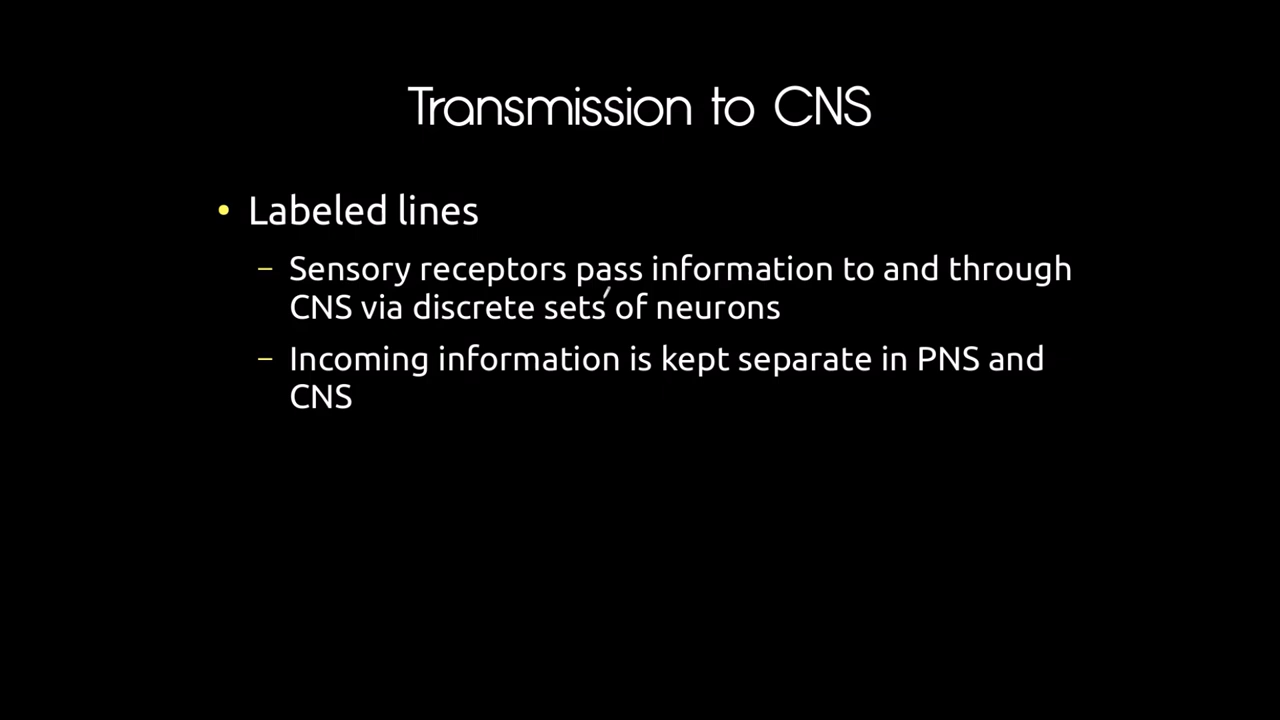 Transmission to CNS
• Labeled lines
– Sensory receptors pass information to and through
CNS via discrete sets of neurons
– Incoming information is kept separate in PNS and
CNS